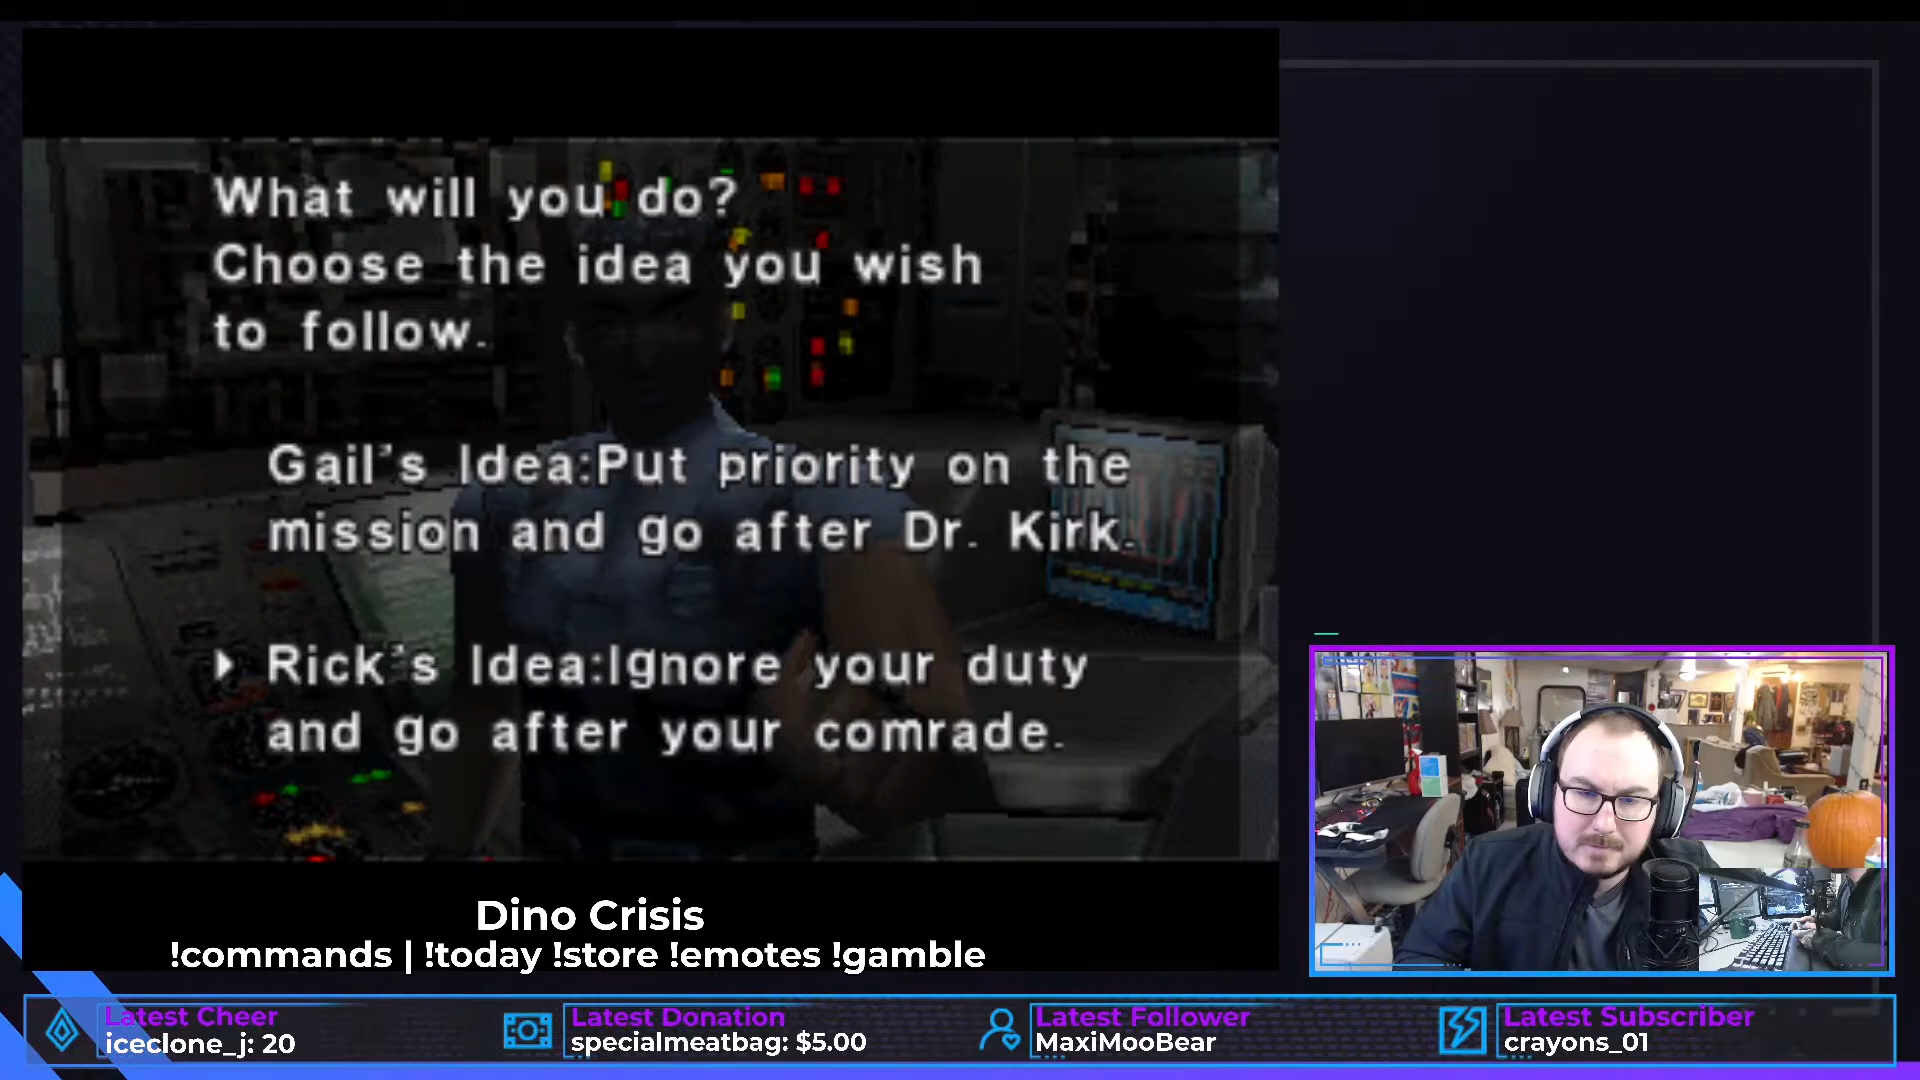 What will you do?
Choose the idea you wish
to follow.
Gail's Idea:Put priority on the
mission and go after Dr. Kirk.
Rick's Idea:Ignore your duty
and go after your comrade.
Dino Crisis
!commands | !today !store !emotes !gamble
Latest Cheer
iceclone_j: 20
Latest Donation
specialmeatbag: $5.00
Latest Follower
MaxiMooBear
Latest Subscriber
crayons_01